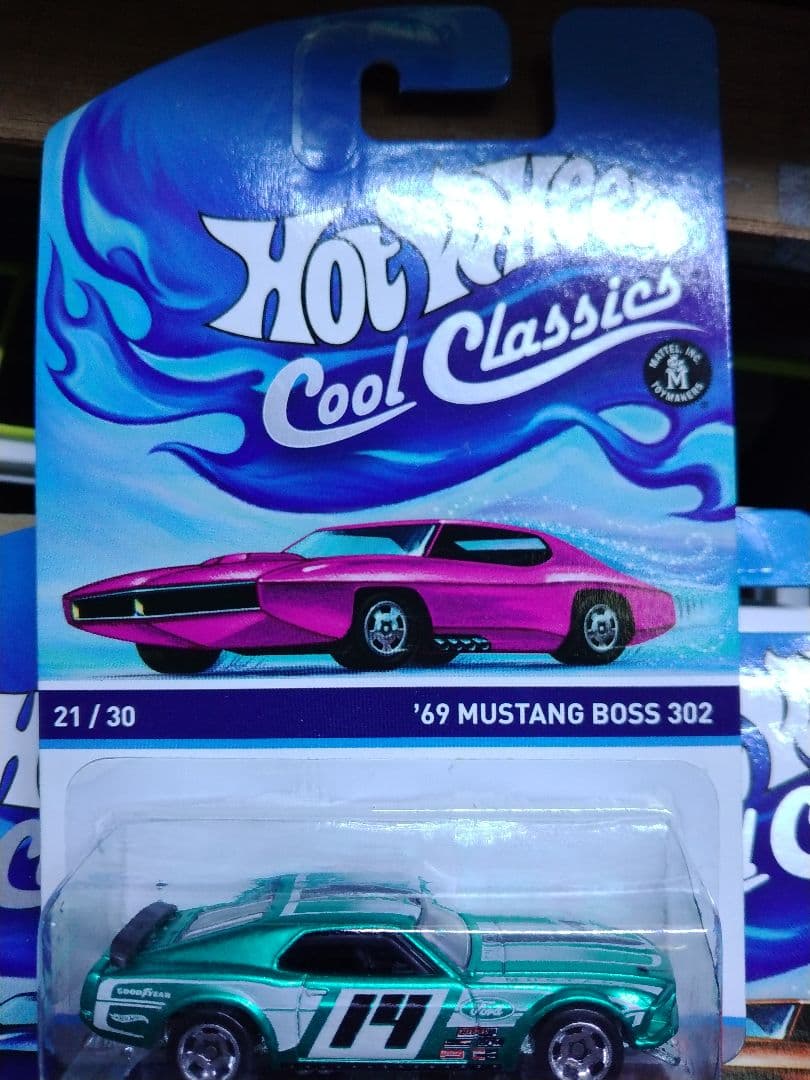 Hot Wheels
Cool Classics
MATTEL, INC.
M
TOYMAKERS
21 / 30
'69 MUSTANG BOSS 302
GOODYEAR
14
Ford